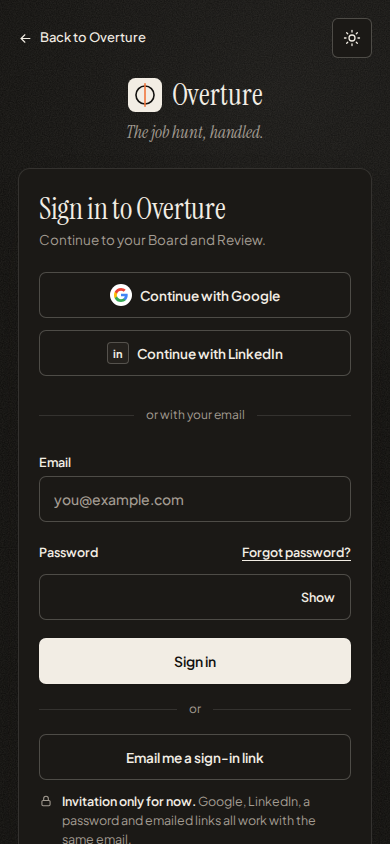 ← Back to Overture
Overture
The job hunt, handled.
Sign in to Overture
Continue to your Board and Review.
Continue with Google
in Continue with LinkedIn
or with your email
Email
you@example.com
Password Forgot password?
Show
Sign in
or
Email me a sign-in link
Invitation only for now. Google, LinkedIn, a
password and emailed links all work with the
same email.